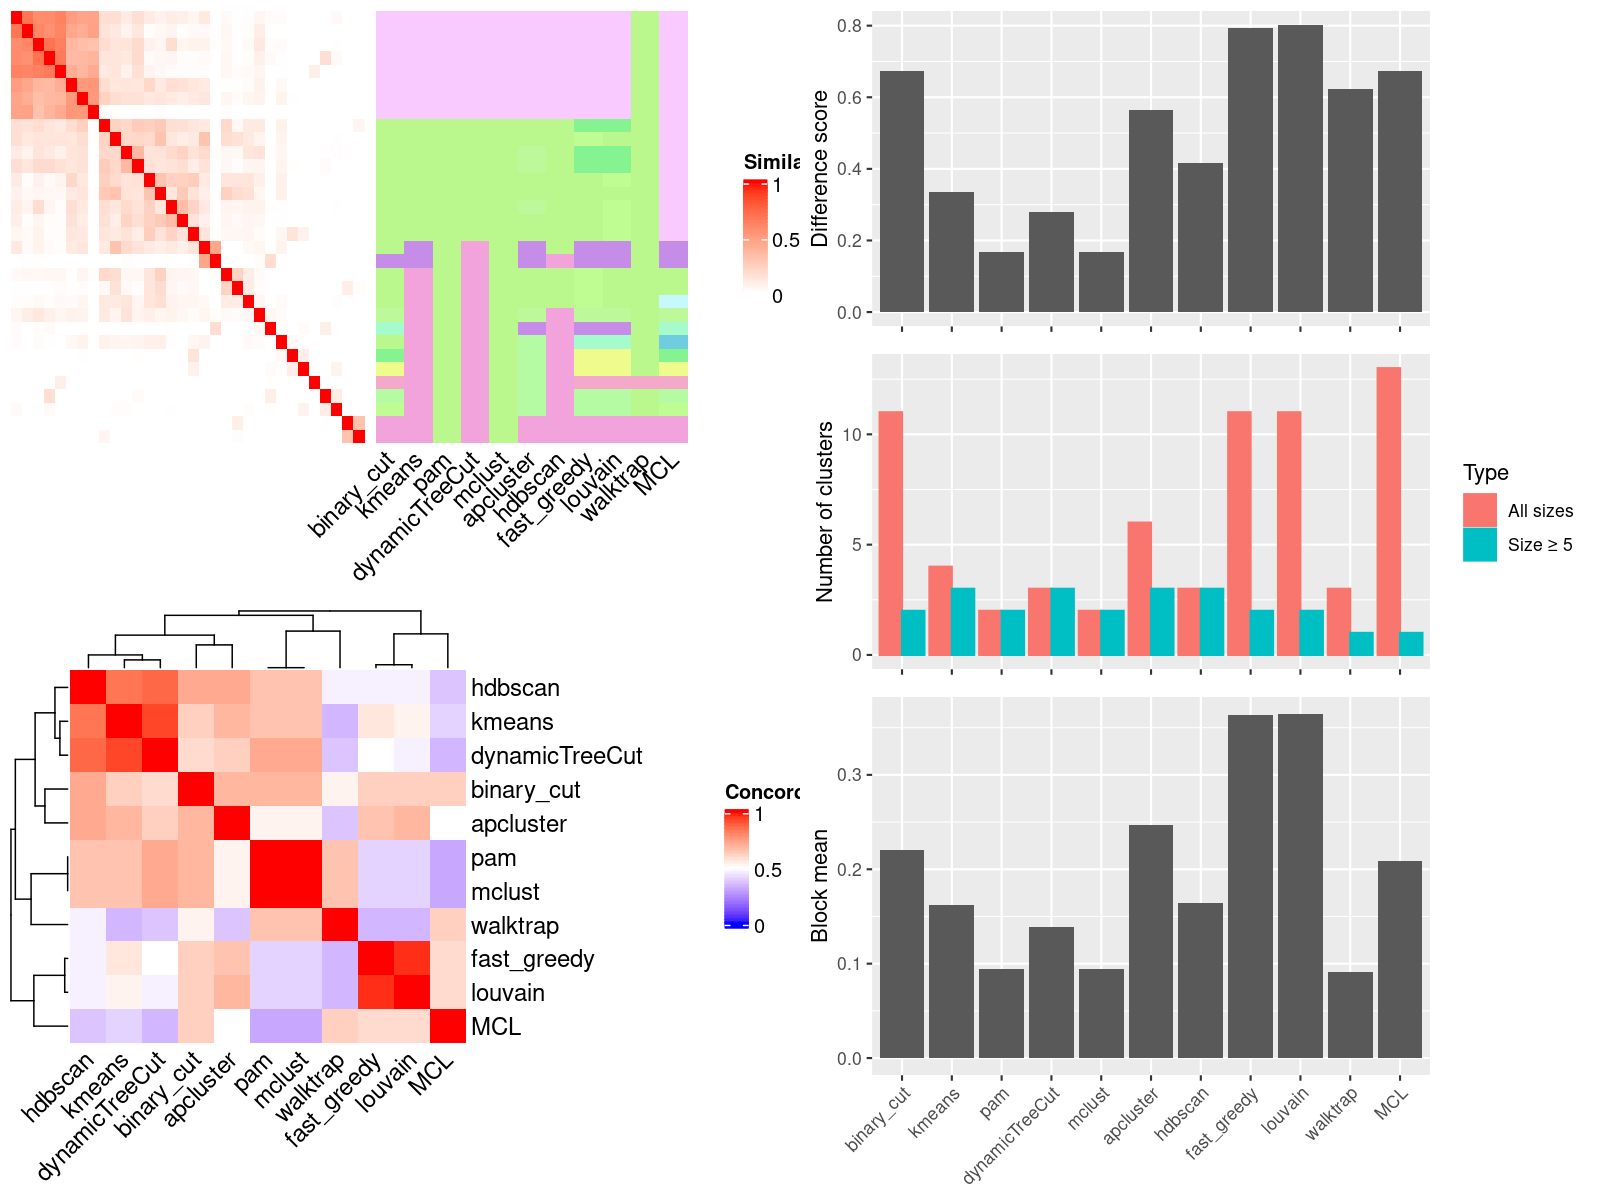 Simila
1
0.5
0
binary_cut
kmeans
pam
dynamicTreeCut
mclust
apcluster
hdbscan
fast_greedy
louvain
walktrap
MCL
hdbscan
kmeans
dynamicTreeCut
binary_cut
apcluster
pam
mclust
walktrap
fast_greedy
louvain
MCL
Concord
1
0.5
0
hdbscan
kmeans
dynamicTreeCut
binary_cut
apcluster
pam
mclust
walktrap
fast_greedy
louvain
MCL
Difference score
0.8
0.6
0.4
0.2
0.0
Number of clusters
10
5
0
Type
All sizes
Size ≥ 5
Block mean
0.3
0.2
0.1
0.0
binary_cut
kmeans
pam
dynamicTreeCut
mclust
apcluster
hdbscan
fast_greedy
louvain
walktrap
MCL